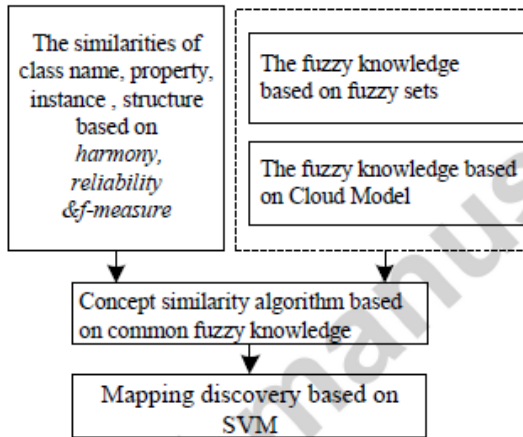 The similarities of
class name, property,
instance , structure
based on
harmony,
reliability
&f-measure
The fuzzy knowledge
based on fuzzy sets
The fuzzy knowledge based
on Cloud Model
Concept similarity algorithm based
on common fuzzy knowledge
Mapping discovery based on
SVM
manus